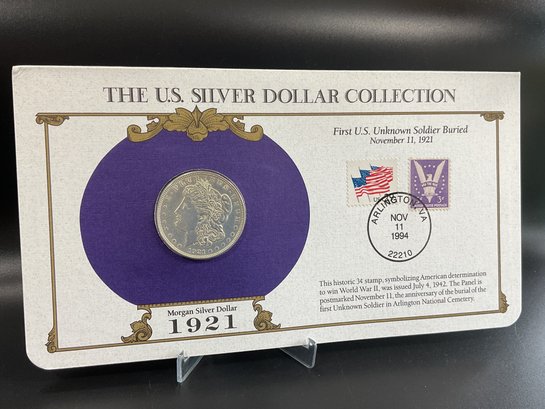 THE U.S. SILVER DOLLAR COLLECTION
First U.S. Unknown Soldier Buried
November 11, 1921
3¢
ARLINGTON, VA
NOV
11
1994
22210
This historic 3¢ stamp, symbolizing American determination
to win World War II, was issued July 4, 1942. The Panel is
postmarked November 11, the anniversary of the burial of the
first Unknown Soldier in Arlington National Cemetery.
1921
Morgan Silver Dollar
1921